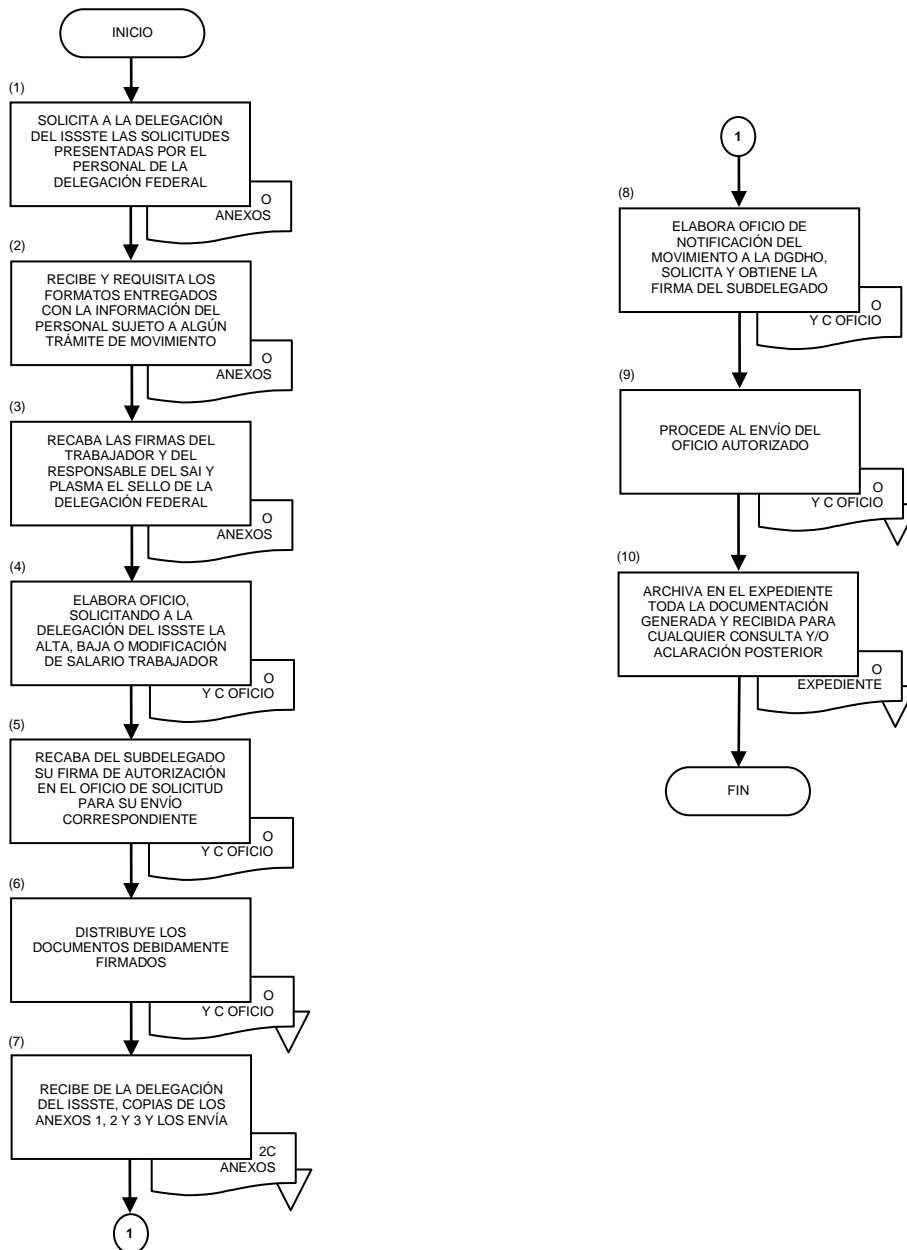 INICIO
(1)
SOLICITA A LA DELEGACIÓN
DEL ISSSTE LAS SOLICITUDES
PRESENTADAS POR EL
PERSONAL DE LA
DELEGACIÓN FEDERAL
O
ANEXOS
(2)
RECIBE Y REQUISITA LOS
FORMATOS ENTREGADOS
CON LA INFORMACIÓN DEL
PERSONAL SUJETO A ALGÚN
TRÁMITE DE MOVIMIENTO
O
ANEXOS
(3)
RECABA LAS FIRMAS DEL
TRABAJADOR Y DEL
RESPONSABLE DEL SAI Y
PLASMA EL SELLO DE LA
DELEGACIÓN FEDERAL
O
ANEXOS
(4)
ELABORA OFICIO,
SOLICITANDO A LA
DELEGACIÓN DEL ISSSTE LA
ALTA, BAJA O MODIFICACIÓN
DE SALARIO TRABAJADOR
O
Y C OFICIO
(5)
RECABA DEL SUBDELEGADO
SU FIRMA DE AUTORIZACIÓN
EN EL OFICIO DE SOLICITUD
PARA SU ENVÍO
CORRESPONDIENTE
O
Y C OFICIO
(6)
DISTRIBUYE LOS
DOCUMENTOS DEBIDAMENTE
FIRMADOS
O
Y C OFICIO
(7)
RECIBE DE LA DELEGACIÓN
DEL ISSSTE, COPIAS DE LOS
ANEXOS 1, 2 Y 3 Y LOS ENVÍA
2C
ANEXOS
1
1
(8)
ELABORA OFICIO DE
NOTIFICACIÓN DEL
MOVIMIENTO A LA DGDHO,
SOLICITA Y OBTIENE LA
FIRMA DEL SUBDELEGADO
O
Y C OFICIO
(9)
PROCEDE AL ENVÍO DEL
OFICIO AUTORIZADO
O
Y C OFICIO
(10)
ARCHIVA EN EL EXPEDIENTE
TODA LA DOCUMENTACIÓN
GENERADA Y RECIBIDA PARA
CUALQUIER CONSULTA Y/O
ACLARACIÓN POSTERIOR
O
EXPEDIENTE
FIN